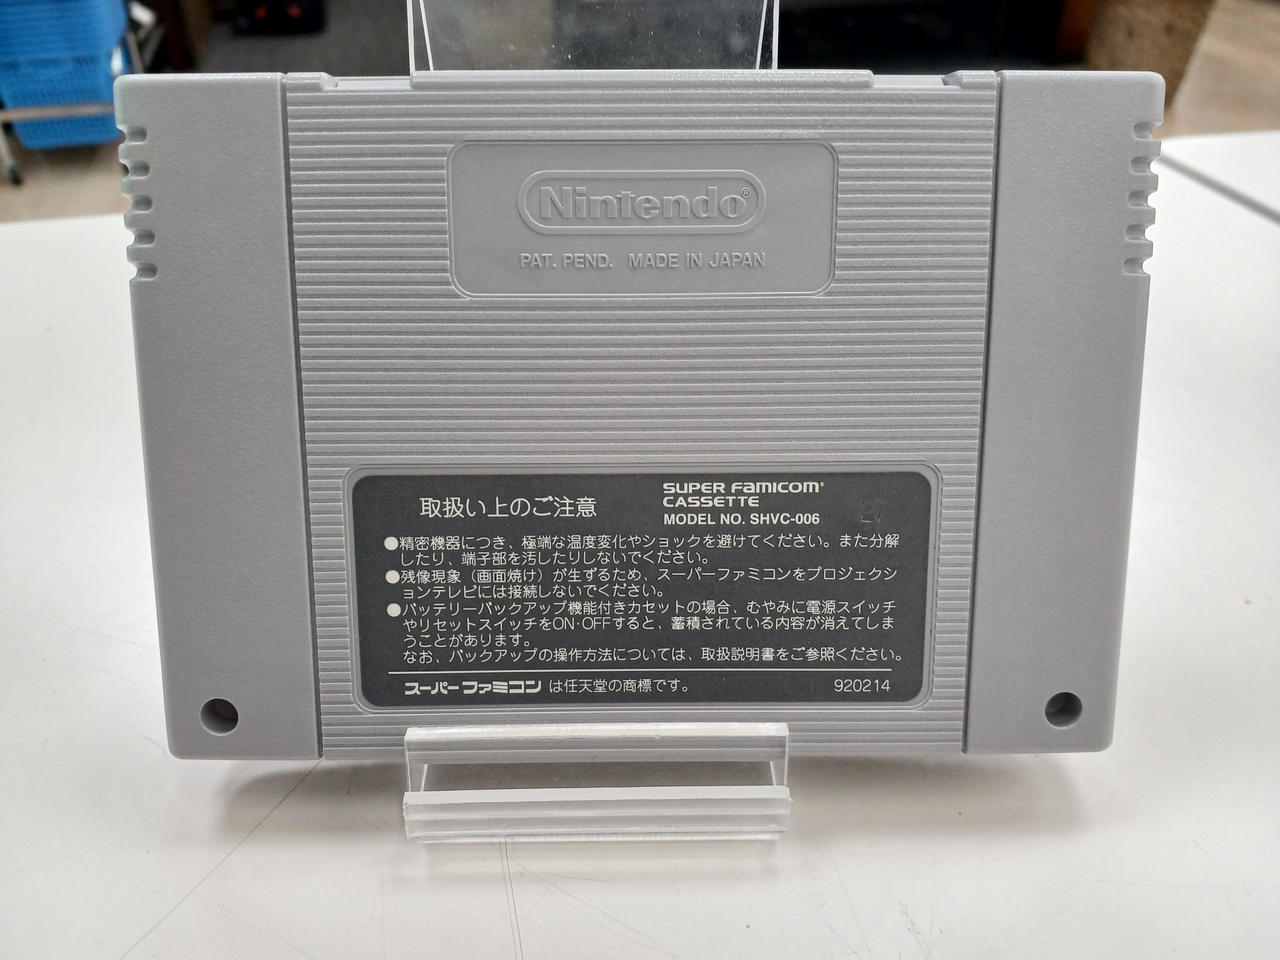 Nintendo®
PAT. PEND. MADE IN JAPAN
取扱い上のご注意
SUPER FAMICOM
CASSETTE
MODEL NO. SHVC-006
●精密機器につき、極端な温度変化やショックを避けてください。また分解
したり、端子部を汚したりしないでください。
●残像現象（画面焼け）が生ずるため、スーパーファミコンをプロジェクシ
ョンテレビには接続しないでください。
●バッテリーバックアップ機能付きカセットの場合、むやみに電源スイッチ
やリセットスイッチをON·OFFすると、蓄積されている内容が消えてしま
うことがあります。
なお、バックアップの操作方法については、取扱説明書をご参照ください。
スーパーファミコン は任天堂の商標です。
920214